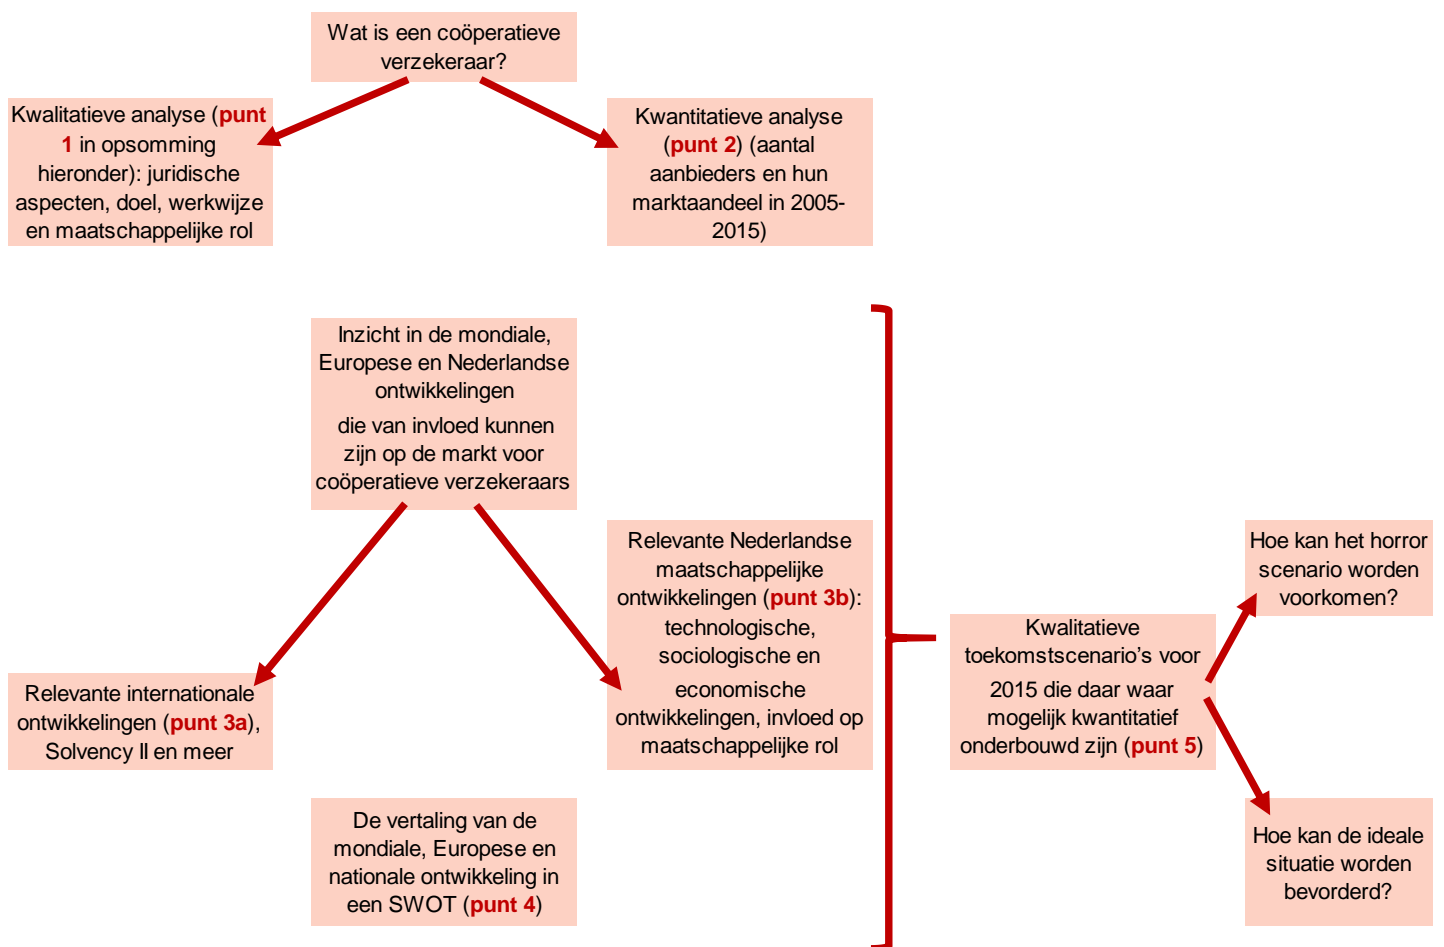 Wat is een coöperatieve
verzekeraar?
Kwalitatieve analyse (punt
1 in opsomming
hieronder): juridische
aspecten, doel, werkwijze
en maatschappelijke rol
Kwantitatieve analyse
(punt 2) (aantal
aanbieders en hun
marktaandeel in 2005-
2015)
Inzicht in de mondiale,
Europese en Nederlandse
ontwikkelingen
die van invloed kunnen
zijn op de markt voor
coöperatieve verzekeraars
Relevante internationale
ontwikkelingen (punt 3a),
Solvency II en meer
Relevante Nederlandse
maatschappelijke
ontwikkelingen (punt 3b):
technologische,
sociologische en
economische
ontwikkelingen, invloed op
maatschappelijke rol
De vertaling van de
mondiale, Europese en
nationale ontwikkeling in
een SWOT (punt 4)
Kwalitatieve
toekomstscenario's voor
2015 die daar waar
mogelijk kwantitatief
onderbouwd zijn (punt 5)
Hoe kan het horror
scenario worden
voorkomen?
Hoe kan de ideale
situatie worden
bevorderd?